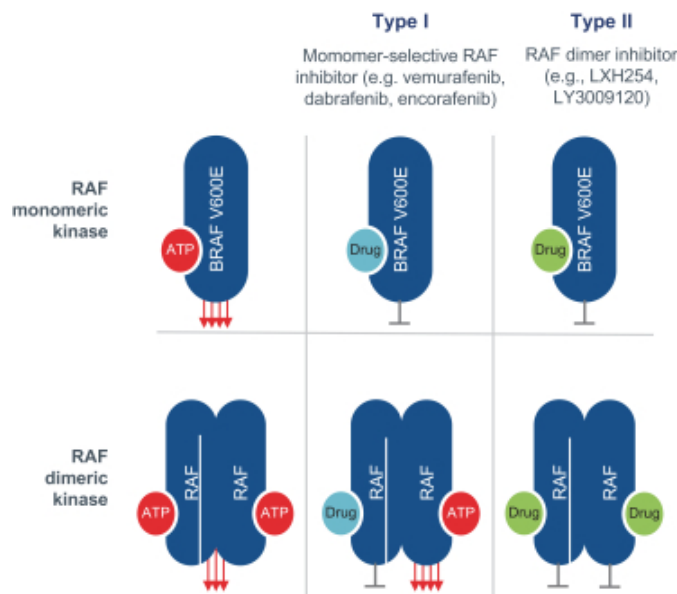 Type I
Type II
Momomer-selective RAF
inhibitor (e.g. vemurafenib,
dabrafenib, encorafenib)
RAF dimer inhibitor
(e.g., LXH254,
LY3009120)
RAF
monomeric
kinase
ATP
BRAF V600E
Drug
BRAF V600E
Drug
BRAF V600E
RAF
dimeric
kinase
ATP
RAF
RAF
ATP
Drug
RAF
RAF
ATP
Drug
RAF
RAF
Drug